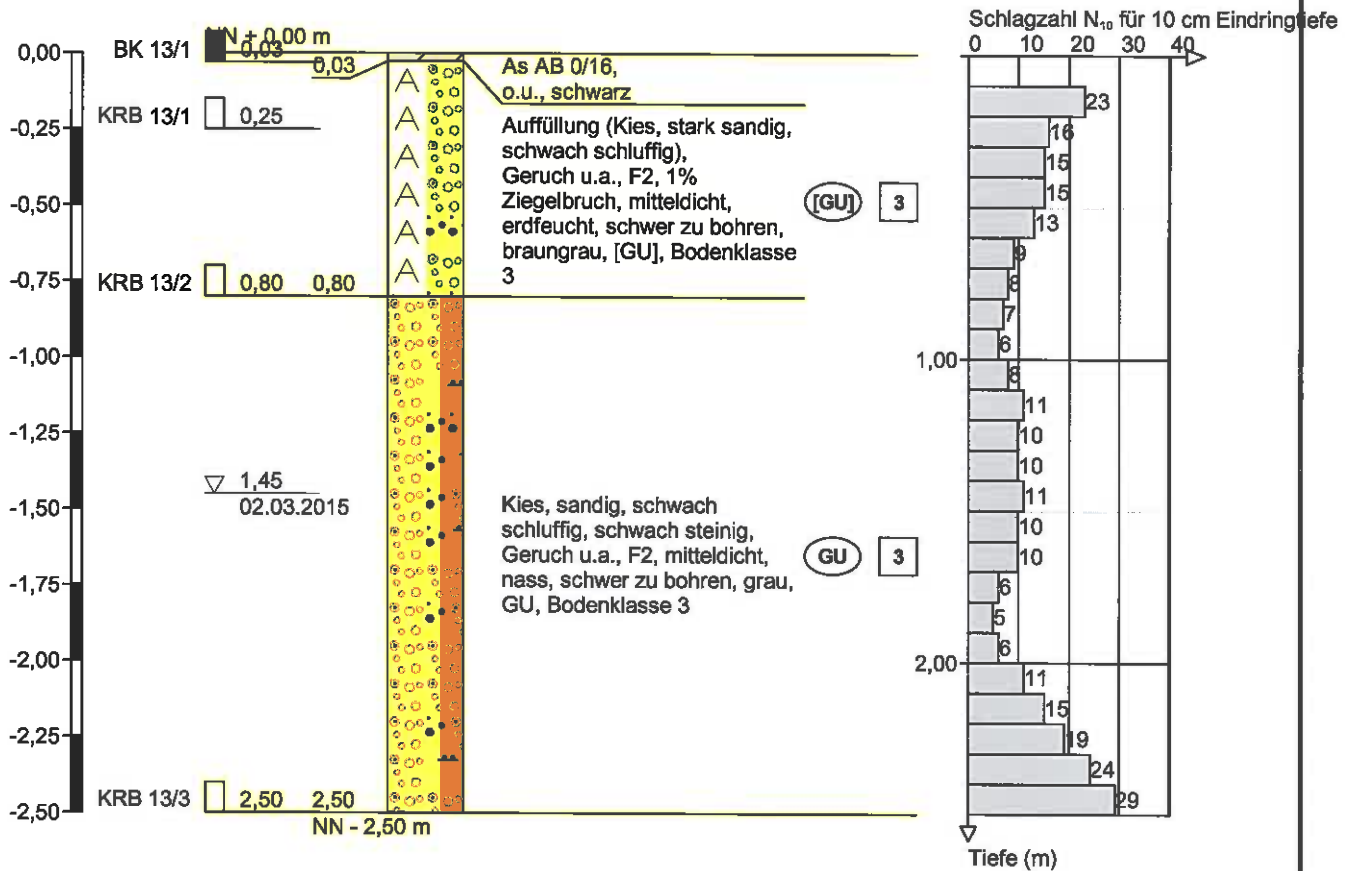 Schlagzahl N₁₀ für 10 cm Eindringtiefe
0 10 20 30 40
NN + 0,00 m
0,00
BK 13/1
0,03
0,03
As AB 0/16,
o.u., schwarz
-0,25
KRB 13/1
0,25
Auffüllung (Kies, stark sandig,
schwach schluffig),
Geruch u.a., F2, 1%
Ziegelbruch, mitteldicht,
erdfeucht, schwer zu bohren,
braungrau, [GU], Bodenklasse
3
[GU]
3
A
A
A
A
A
A
-0,50
-0,75
KRB 13/2
0,80
0,80
-1,00
-1,25
1,45
02.03.2015
-1,50
Kies, sandig, schwach
schluffig, schwach steinig,
Geruch u.a., F2, mitteldicht,
nass, schwer zu bohren, grau,
GU, Bodenklasse 3
GU
3
-1,75
-2,00
-2,25
-2,50
KRB 13/3
2,50
2,50
NN - 2,50 m
23
16
15
15
13
9
8
7
6
1,00
8
11
10
10
11
10
10
6
5
6
2,00
11
15
19
24
29
Tiefe (m)